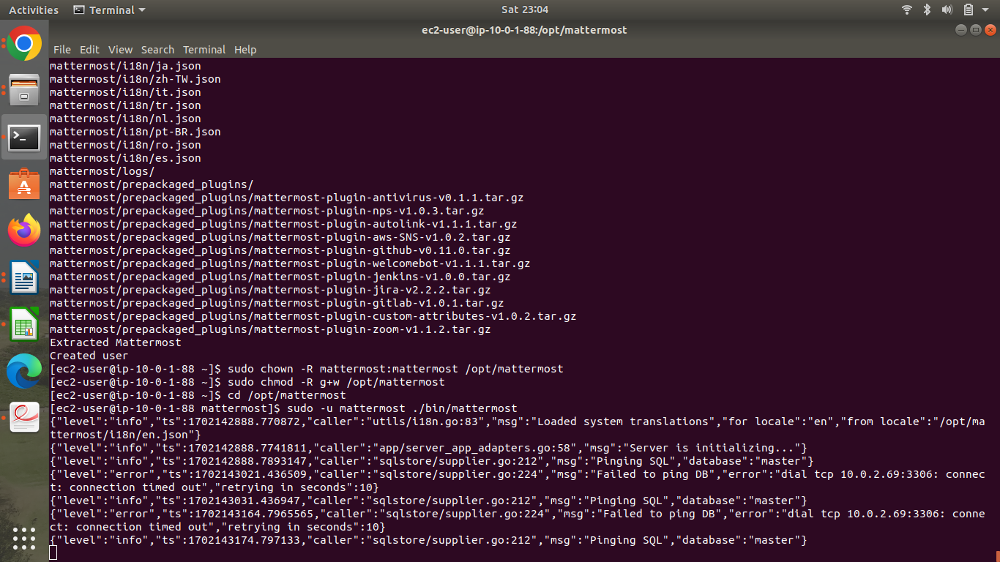 Activities Terminal Sat 23:04
ec2-user@ip-10-0-1-88:/opt/mattermost
File Edit View Search Terminal Help
mattermost/i18n/ja.json
mattermost/i18n/zh-TW.json
mattermost/i18n/it.json
mattermost/i18n/tr.json
mattermost/i18n/nl.json
mattermost/i18n/pt-BR.json
mattermost/i18n/ro.json
mattermost/i18n/es.json
mattermost/logs/
mattermost/prepackaged_plugins/
mattermost/prepackaged_plugins/mattermost-plugin-antivirus-v0.1.1.tar.gz
mattermost/prepackaged_plugins/mattermost-plugin-nps-v1.0.3.tar.gz
mattermost/prepackaged_plugins/mattermost-plugin-autolink-v1.1.1.tar.gz
mattermost/prepackaged_plugins/mattermost-plugin-aws-SNS-v1.0.2.tar.gz
mattermost/prepackaged_plugins/mattermost-plugin-github-v0.11.0.tar.gz
mattermost/prepackaged_plugins/mattermost-plugin-welcomebot-v1.1.1.tar.gz
mattermost/prepackaged_plugins/mattermost-plugin-jenkins-v1.0.0.tar.gz
mattermost/prepackaged_plugins/mattermost-plugin-jira-v2.2.2.tar.gz
mattermost/prepackaged_plugins/mattermost-plugin-gitlab-v1.0.1.tar.gz
mattermost/prepackaged_plugins/mattermost-plugin-custom-attributes-v1.0.2.tar.gz
mattermost/prepackaged_plugins/mattermost-plugin-zoom-v1.1.2.tar.gz
Extracted Mattermost
Created user
[ec2-user@ip-10-0-1-88 ~]$ sudo chown -R mattermost:mattermost /opt/mattermost
[ec2-user@ip-10-0-1-88 ~]$ sudo chmod -R g+w /opt/mattermost
[ec2-user@ip-10-0-1-88 ~]$ cd /opt/mattermost
[ec2-user@ip-10-0-1-88 mattermost]$ sudo -u mattermost ./bin/mattermost
{"level":"info","ts":1702142888.770872,"caller":"utils/i18n.go:83","msg":"Loaded system translations","for locale":"en","from locale":"/opt/ma
ttermost/i18n/en.json"}
{"level":"info","ts":1702142888.7741811,"caller":"app/server_app_adapters.go:58","msg":"Server is initializing..."}
{"level":"info","ts":1702142888.7893147,"caller":"sqlstore/supplier.go:212","msg":"Pinging SQL","database":"master"}
{"level":"error","ts":1702143021.436509,"caller":"sqlstore/supplier.go:224","msg":"Failed to ping DB","error":"dial tcp 10.0.2.69:3306: connec
t: connection timed out","retrying in seconds":10}
{"level":"info","ts":1702143031.436947,"caller":"sqlstore/supplier.go:212","msg":"Pinging SQL","database":"master"}
{"level":"error","ts":1702143164.7965565,"caller":"sqlstore/supplier.go:224","msg":"Failed to ping DB","error":"dial tcp 10.0.2.69:3306: conne
ct: connection timed out","retrying in seconds":10}
{"level":"info","ts":1702143174.797133,"caller":"sqlstore/supplier.go:212","msg":"Pinging SQL","database":"master"}